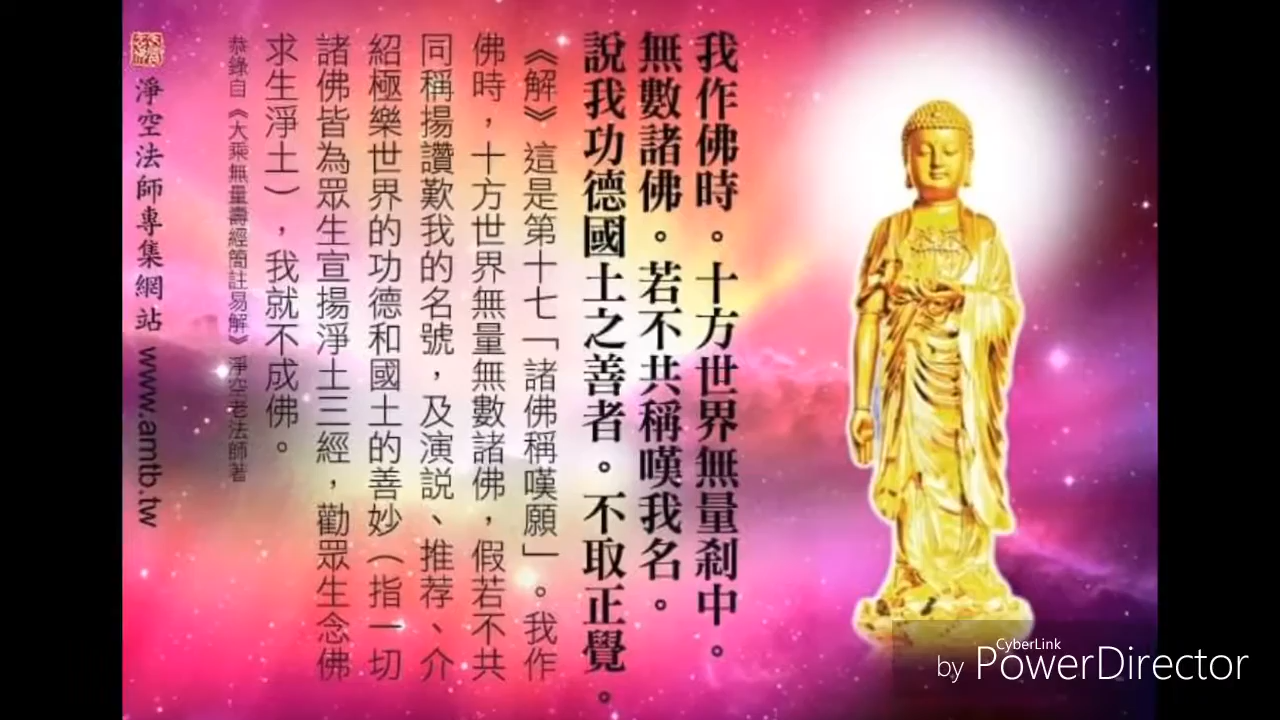 我作佛時。十方世界無量剎中。
無數諸佛。若不共稱嘆我名。
說我功德國土之善者。不取正覺。
《解》這是第十七「諸佛稱嘆願」。我作
佛時，十方世界無量無數諸佛，假若不共
同稱揚讚歎我的名號，及演說、推荐、介
紹極樂世界的功德和國土的善妙（指一切
諸佛皆為眾生宣揚淨土三經，勸眾生念佛
求生淨土），我就不成佛。
恭錄自《大乘無量壽經簡註易解》淨空老法師著
淨空法師專集網站 www.amtb.tw
CyberLink
by PowerDirector